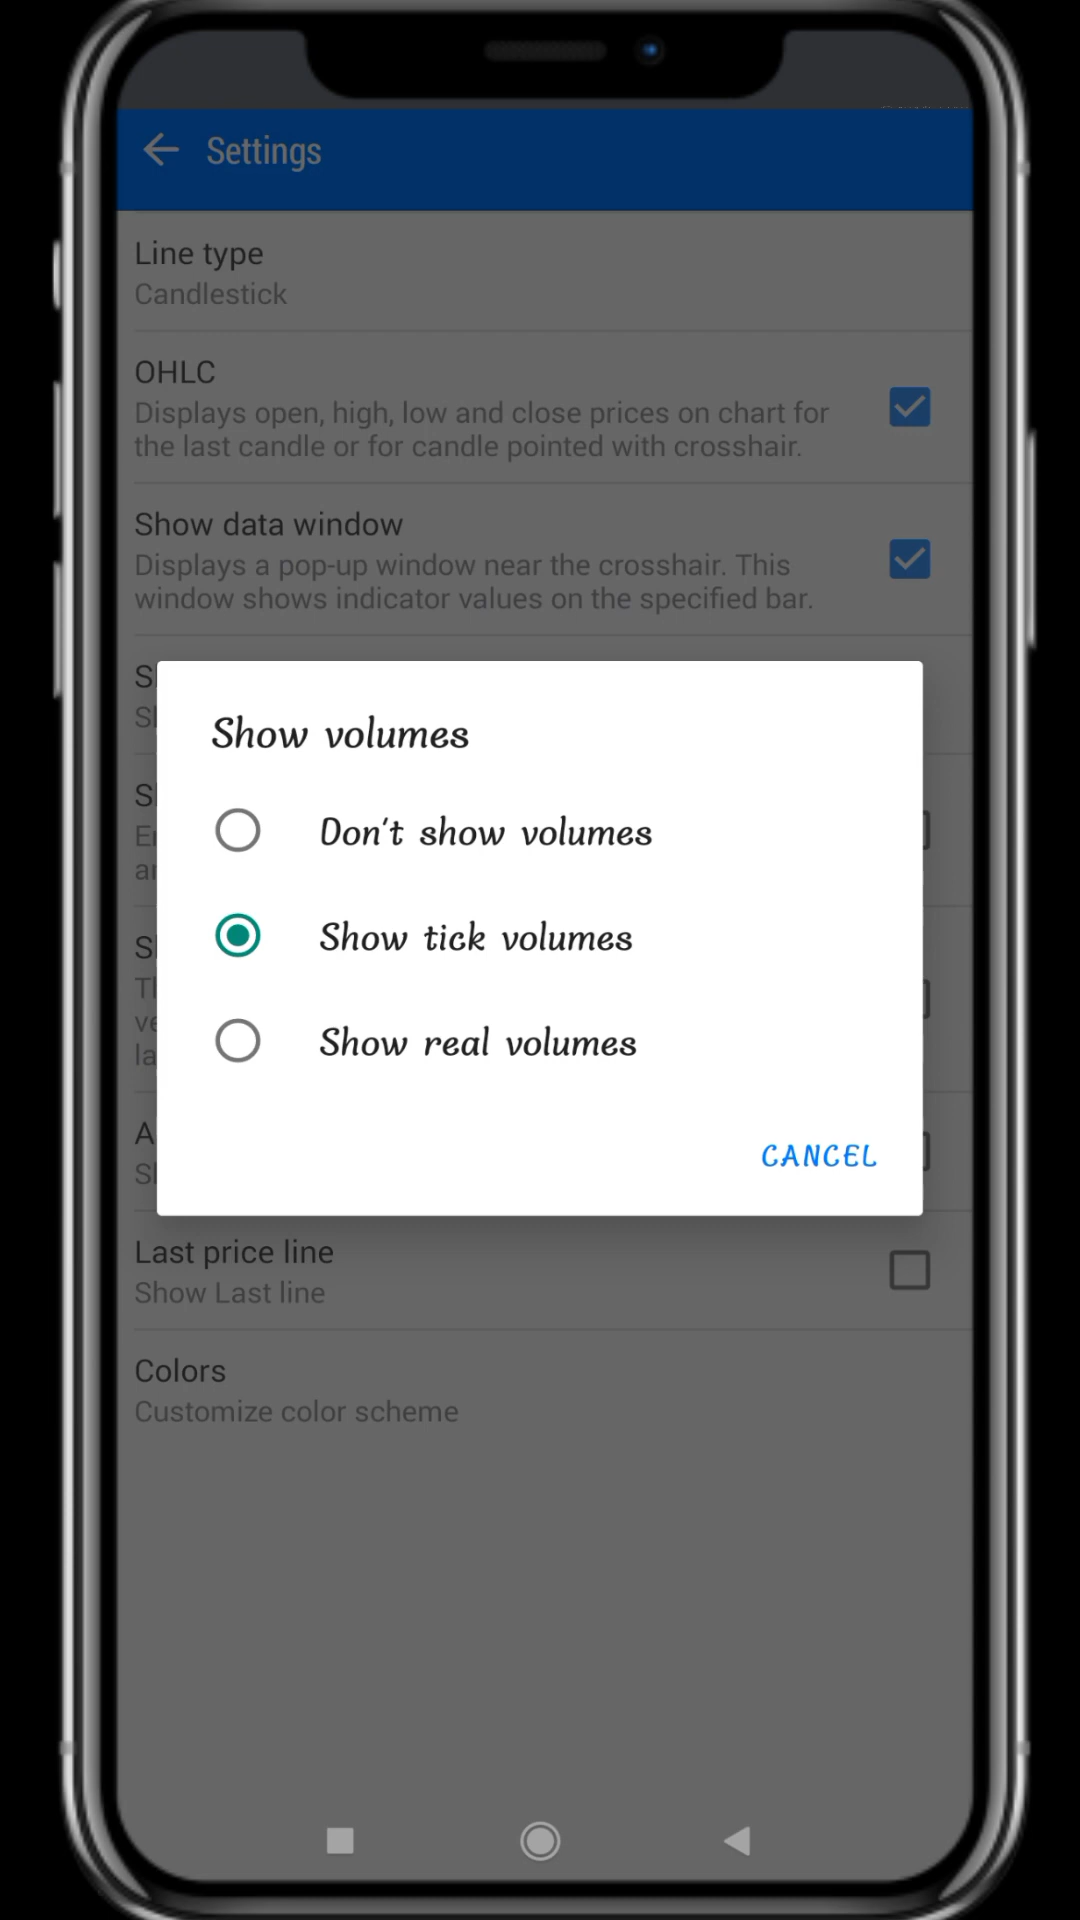 Settings
Line type
Candlestick
OHLC
Displays open, high, low and close prices on chart for
the last candle or for candle pointed with crosshair.
Show data window
Displays a pop-up window near the crosshair. This
window shows indicator values on the specified bar.
Show volumes
Don't show volumes
Show tick volumes
Show real volumes
CANCEL
Last price line
Show Last line
Colors
Customize color scheme